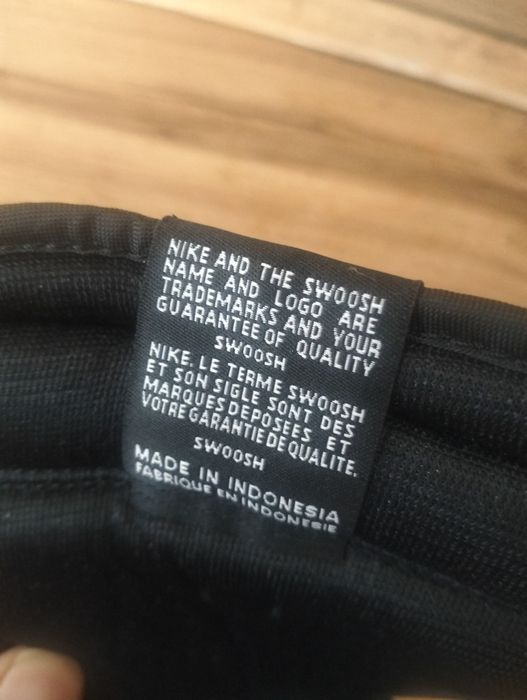 NIKE AND THE SWOOSH
NAME AND LOGO ARE
TRADEMARKS AND YOUR
GUARANTEE OF QUALITY
SWOOSH
NIKE. LE TERME SWOOSH
ET SON SIGLE SONT DES
MARQUES DEPOSEES ET
VOTRE GARANTIE DE QUALITE.
SWOOSH
MADE IN INDONESIA
FABRIQUE EN INDONESIE